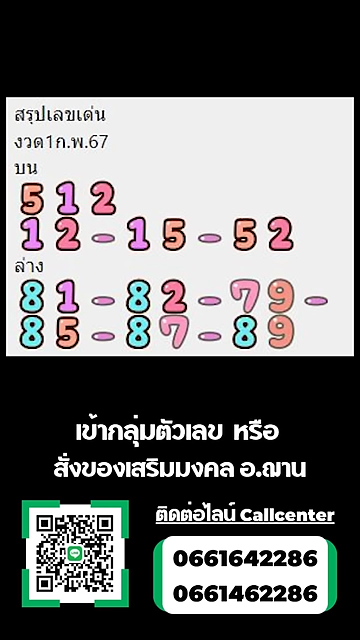 สรุปเลขเด่น
งวด1ก.พ.67
บน
512
12-15-52
ล่าง
81-82-79-
85-87-89
เข้ากลุ่มตัวเลข หรือ
สั่งของเสริมมงคล อ.ฌาน
ติดต่อไลน์ Callcenter
0661642286
0661462286